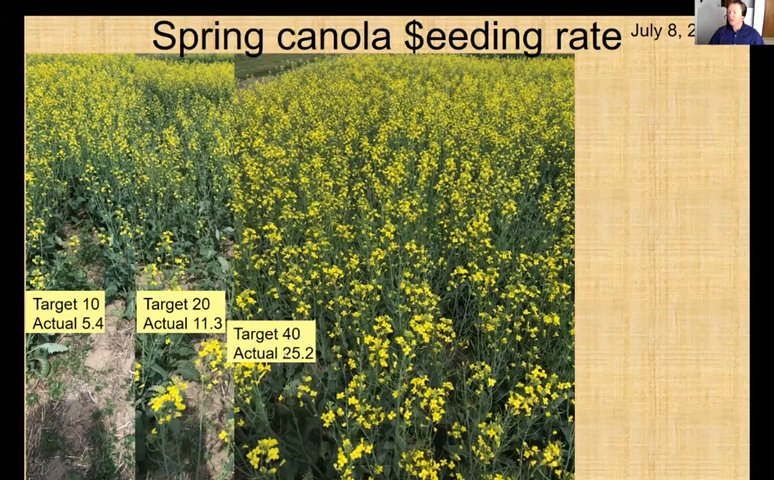 Spring canola $eeding rate
July 8, 2
Target 10
Actual 5.4
Target 20
Actual 11.3
Target 40
Actual 25.2